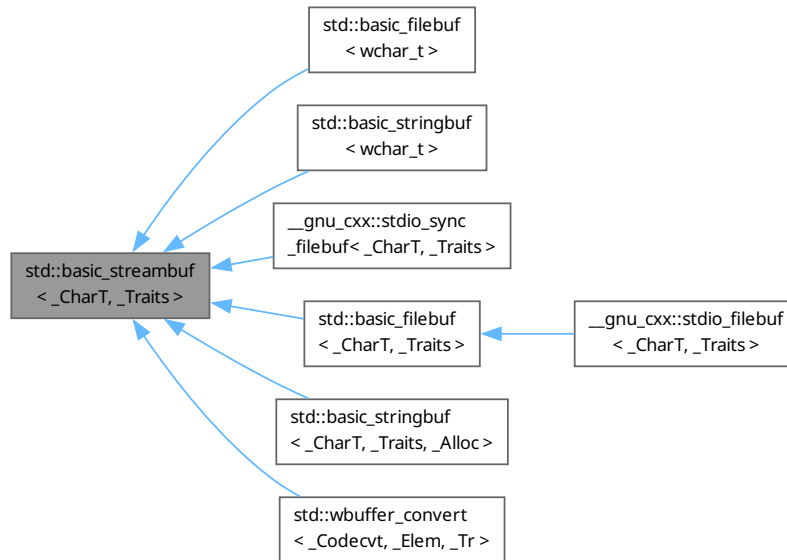 std::basic_filebuf
< wchar_t >
std::basic_stringbuf
< wchar_t >
__gnu_cxx::stdio_sync
_filebuf< _CharT, _Traits >
std::basic_streambuf
< _CharT, _Traits >
std::basic_filebuf
< _CharT, _Traits >
__gnu_cxx::stdio_filebuf
< _CharT, _Traits >
std::basic_stringbuf
< _CharT, _Traits, _Alloc >
std::wbuffer_convert
< _Codecvt, _Elem, _Tr >